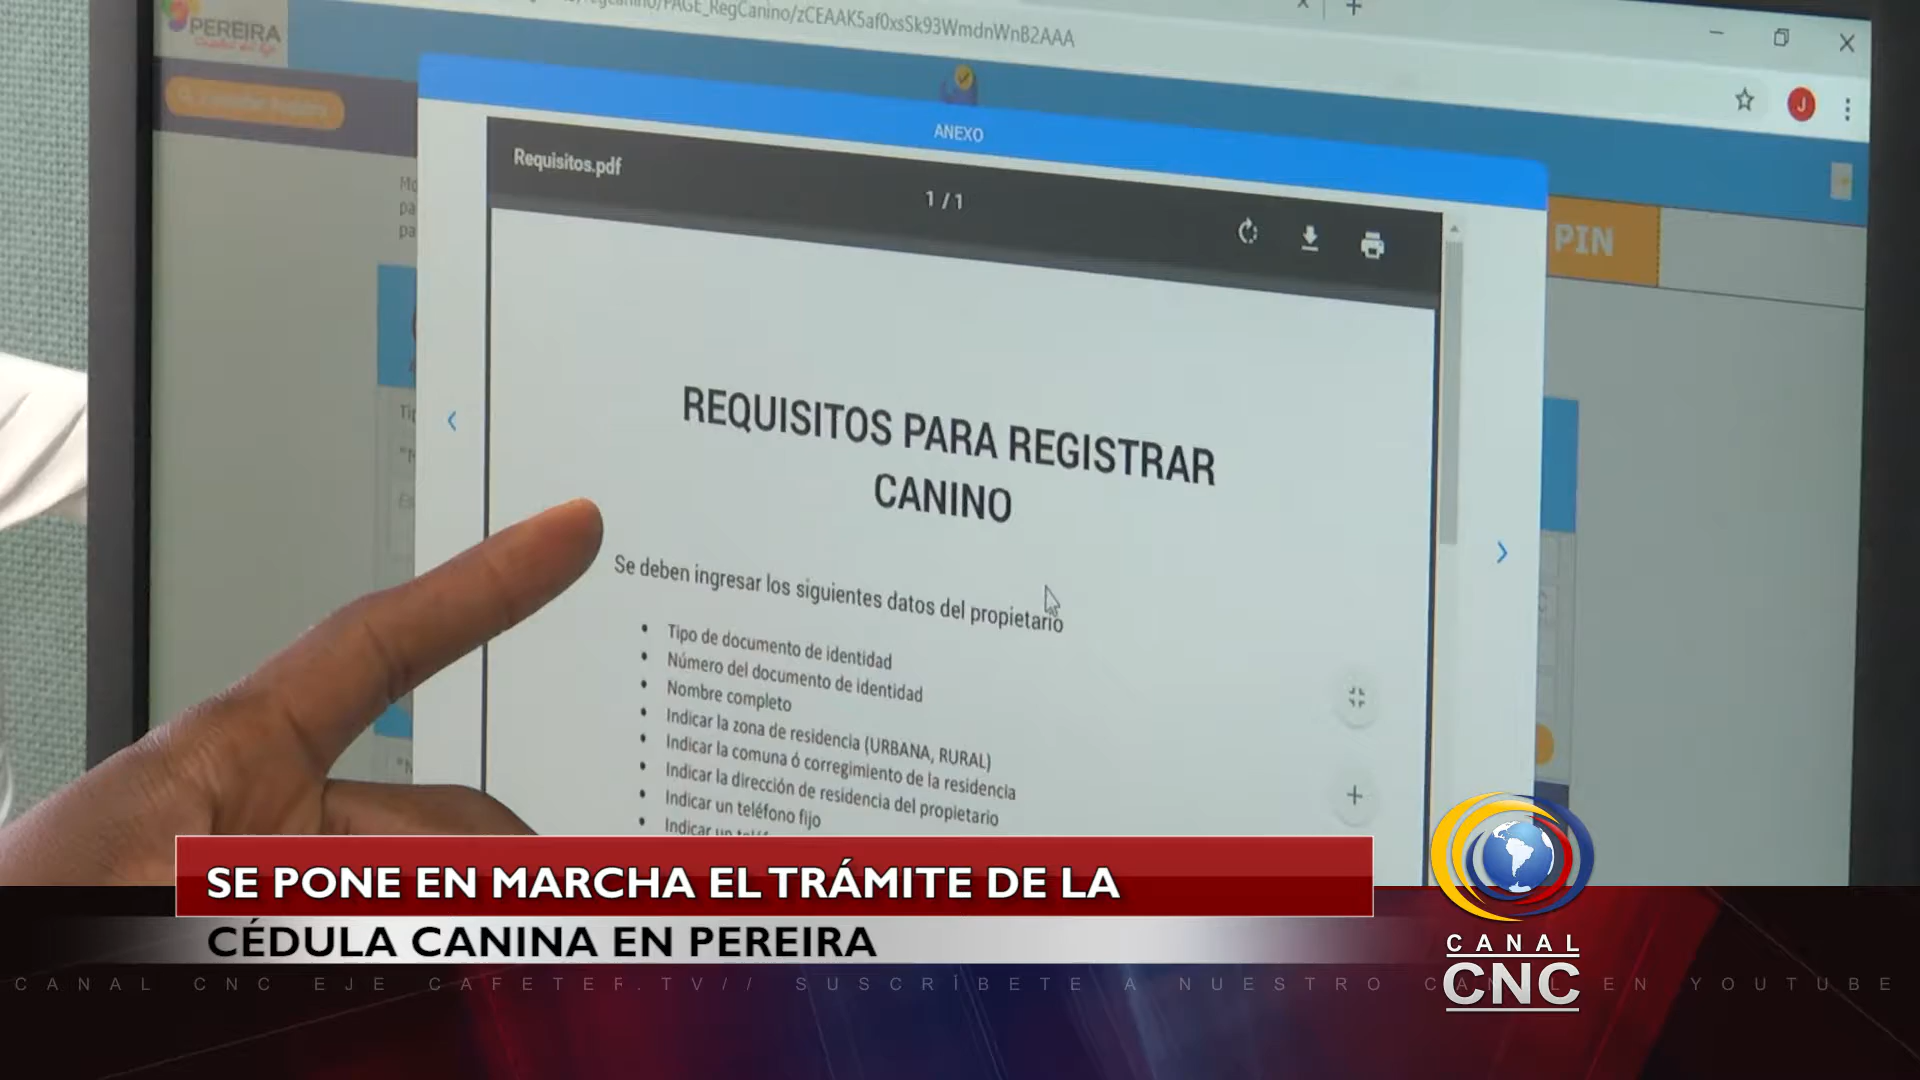 PAGE_RegCanino/zCEAAK5af0xsSk93WmdnWnB2AAA
PEREIRA
J
ANEXO
Requisitos.pdf
1 / 1
PIN
REQUISITOS PARA REGISTRAR
CANINO
Se deben ingresar los siguientes datos del propietario
• Tipo de documento de identidad
• Número del documento de identidad
• Nombre completo
• Indicar la zona de residencia (URBANA, RURAL)
• Indicar la comuna ó corregimiento de la residencia
• Indicar la dirección de residencia del propietario
• Indicar un teléfono fijo
• Indicar un
SE PONE EN MARCHA EL TRÁMITE DE LA
CÉDULA CANINA EN PEREIRA
CANAL
CNC
CANAL CNC EJE CAFETEF.TV// SUSCRÍBETE A NUESTRO CANAL EN YOUTUBE